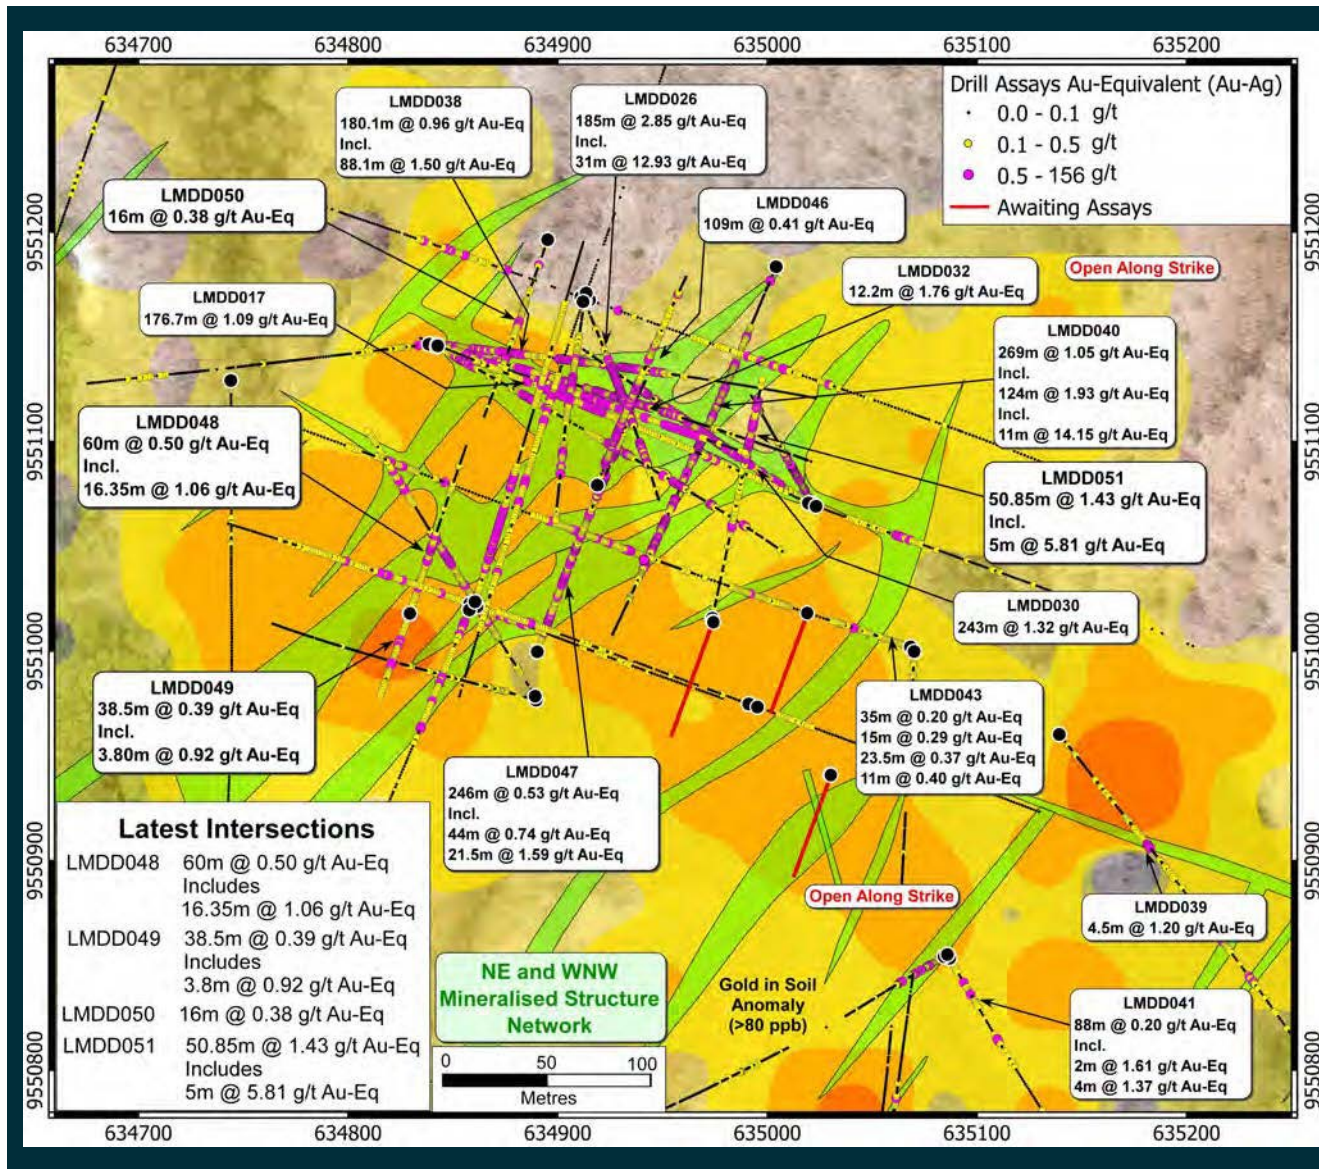 634700 634800 634900 635000 635100 635200
Drill Assays Au-Equivalent (Au-Ag)
0.0 - 0.1 g/t
0.1 - 0.5 g/t
0.5 - 156 g/t
Awaiting Assays
LMDD038
180.1m @ 0.96 g/t Au-Eq
Incl.
88.1m @ 1.50 g/t Au-Eq
LMDD026
185m @ 2.85 g/t Au-Eq
Incl.
31m @ 12.93 g/t Au-Eq
LMDD050
16m @ 0.38 g/t Au-Eq
LMDD046
109m @ 0.41 g/t Au-Eq
9551200
9551200
Open Along Strike
LMDD032
12.2m @ 1.76 g/t Au-Eq
LMDD017
176.7m @ 1.09 g/t Au-Eq
LMDD040
269m @ 1.05 g/t Au-Eq
Incl.
124m @ 1.93 g/t Au-Eq
Incl.
11m @ 14.15 g/t Au-Eq
9551100
9551100
LMDD048
60m @ 0.50 g/t Au-Eq
Incl.
16.35m @ 1.06 g/t Au-Eq
LMDD051
50.85m @ 1.43 g/t Au-Eq
Incl.
5m @ 5.81 g/t Au-Eq
LMDD030
243m @ 1.32 g/t Au-Eq
9551000
9551000
LMDD049
38.5m @ 0.39 g/t Au-Eq
Incl.
3.80m @ 0.92 g/t Au-Eq
LMDD043
35m @ 0.20 g/t Au-Eq
15m @ 0.29 g/t Au-Eq
23.5m @ 0.37 g/t Au-Eq
11m @ 0.40 g/t Au-Eq
LMDD047
246m @ 0.53 g/t Au-Eq
Incl.
44m @ 0.74 g/t Au-Eq
21.5m @ 1.59 g/t Au-Eq
9550900
9550900
Latest Intersections
LMDD048 60m @ 0.50 g/t Au-Eq
Includes
16.35m @ 1.06 g/t Au-Eq
LMDD049 38.5m @ 0.39 g/t Au-Eq
Includes
3.8m @ 0.92 g/t Au-Eq
LMDD050 16m @ 0.38 g/t Au-Eq
LMDD051 50.85m @ 1.43 g/t Au-Eq
Includes
5m @ 5.81 g/t Au-Eq
Open Along Strike
LMDD039
4.5m @ 1.20 g/t Au-Eq
NE and WNW
Mineralised Structure
Network
Gold in Soil
Anomaly
(>80 ppb)
LMDD041
88m @ 0.20 g/t Au-Eq
Incl.
2m @ 1.61 g/t Au-Eq
4m @ 1.37 g/t Au-Eq
0 50 100
Metres
9550800
9550800
634700 634800 634900 635000 635100 635200